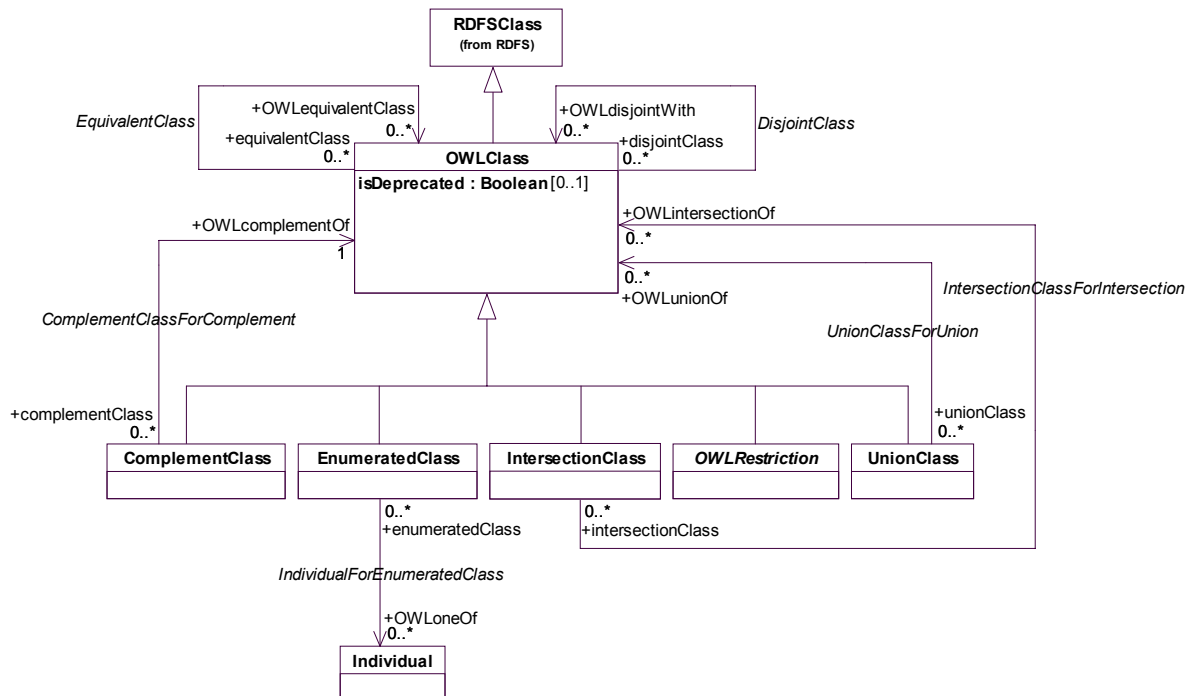 RDFSClass
(from RDFS)
EquivalentClass
+OWLequivalentClass
0..*
+equivalentClass
0..*
+OWLdisjointWith
0..*
+disjointClass
0..*
DisjointClass
OWLClass
isDeprecated : Boolean[0..1]
+OWLcomplementOf
1
+OWLintersectionOf
0..*
0..*
+OWLunionOf
IntersectionClassForIntersection
ComplementClassForComplement
UnionClassForUnion
+complementClass
0..*
+unionClass
0..*
ComplementClass
EnumeratedClass
IntersectionClass
OWLRestriction
UnionClass
0..*
+enumeratedClass
0..*
+intersectionClass
IndividualForEnumeratedClass
+OWLoneOf
0..*
Individual